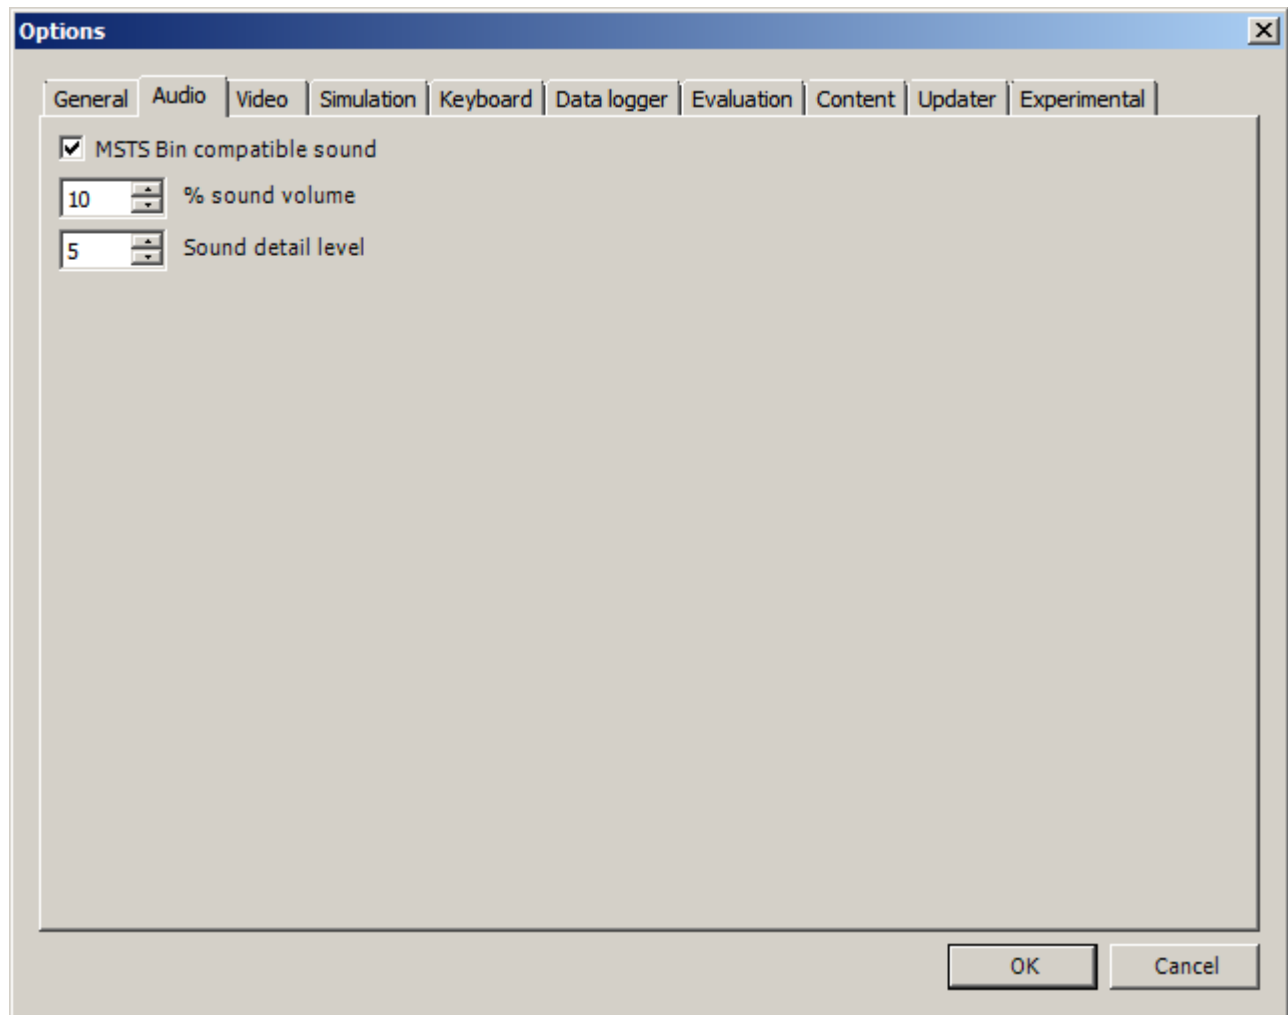 Options
General Audio Video Simulation Keyboard Data logger Evaluation Content Updater Experimental
MSTS Bin compatible sound
10 % sound volume
5 Sound detail level
OK Cancel